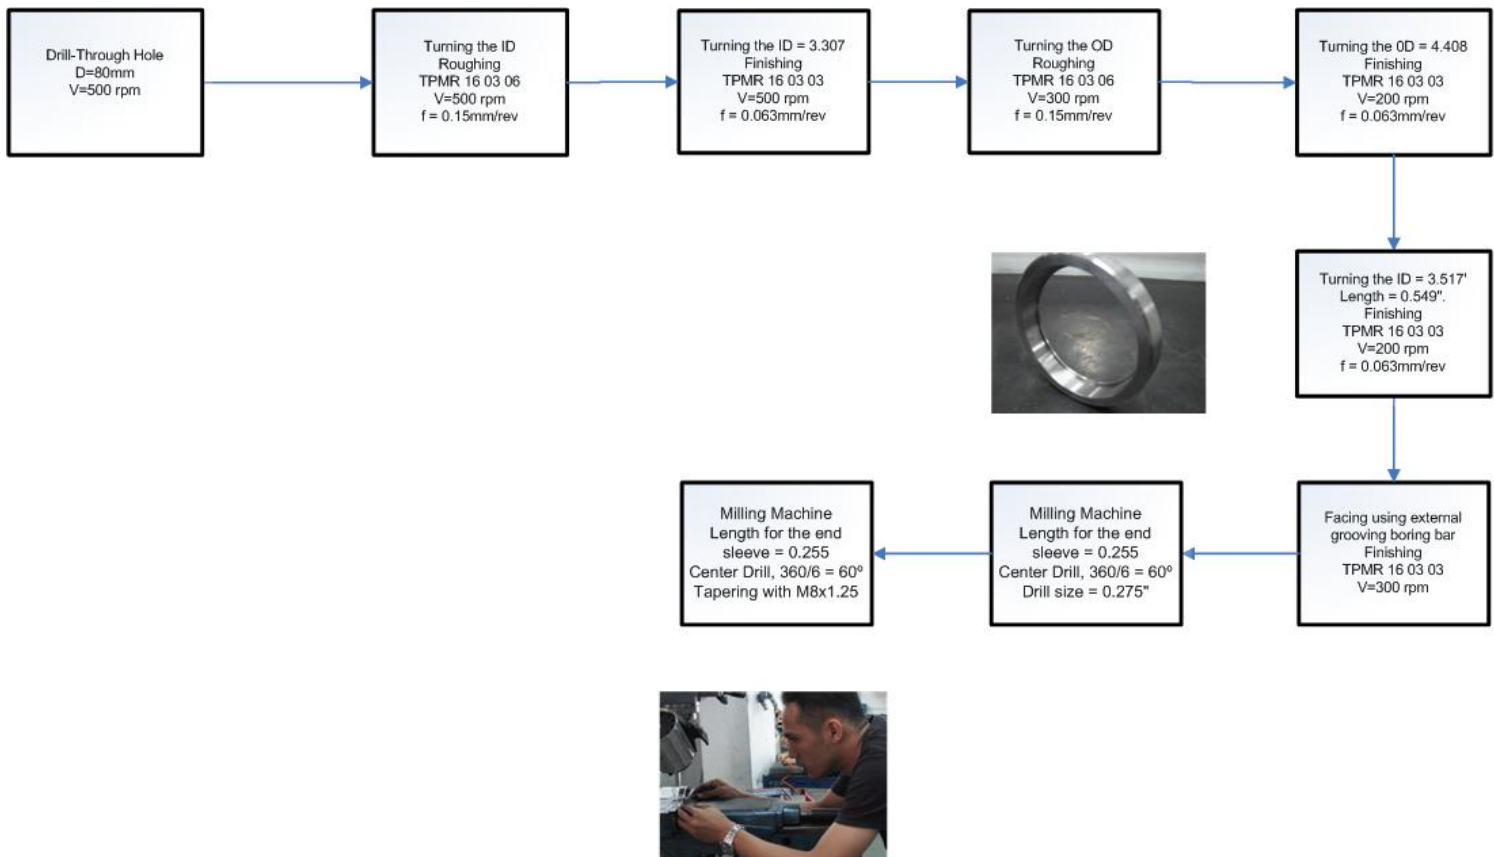 Drill-Through Hole
D=80mm
V=500 rpm
Turning the ID
Roughing
TPMR 16 03 06
V=500 rpm
f = 0.15mm/rev
Turning the ID = 3.307
Finishing
TPMR 16 03 03
V=500 rpm
f = 0.063mm/rev
Turning the OD
Roughing
TPMR 16 03 06
V=300 rpm
f = 0.15mm/rev
Turning the 0D = 4.408
Finishing
TPMR 16 03 03
V=200 rpm
f = 0.063mm/rev
Turning the ID = 3.517'
Length = 0.549".
Finishing
TPMR 16 03 03
V=200 rpm
f = 0.063mm/rev
Facing using external
grooving boring bar
Finishing
TPMR 16 03 03
V=300 rpm
Milling Machine
Length for the end
sleeve = 0.255
Center Drill, 360/6 = 60º
Drill size = 0.275"
Milling Machine
Length for the end
sleeve = 0.255
Center Drill, 360/6 = 60º
Tapering with M8x1.25